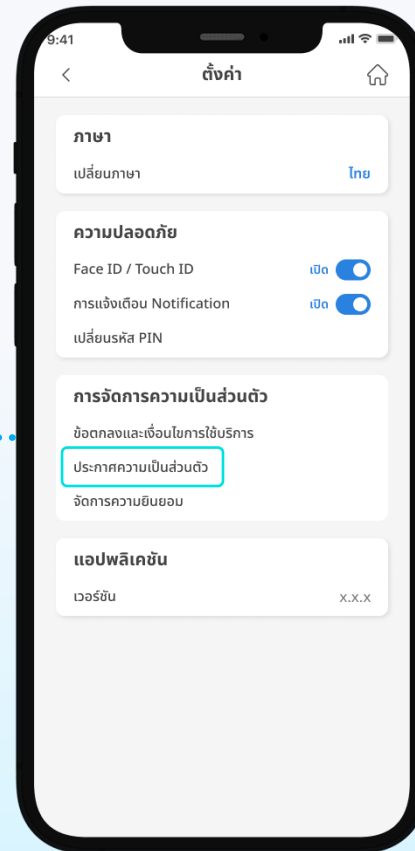 9:41
ตั้งค่า
ภาษา
เปลี่ยนภาษา ไทย
ความปลอดภัย
Face ID / Touch ID เปิด
การแจ้งเตือน Notification เปิด
เปลี่ยนรหัส PIN
การจัดการความเป็นส่วนตัว
ข้อตกลงและเงื่อนไขการใช้บริการ
ประกาศความเป็นส่วนตัว
จัดการความยินยอม
แอปพลิเคชัน
เวอร์ชัน x.x.x